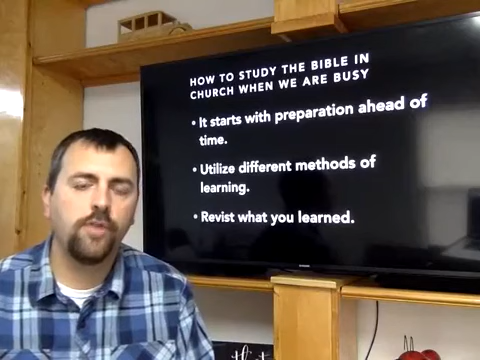 HOW TO STUDY THE BIBLE IN
CHURCH WHEN WE ARE BUSY
• It starts with preparation ahead of
time.
• Utilize different methods of
learning.
• Revist what you learned.